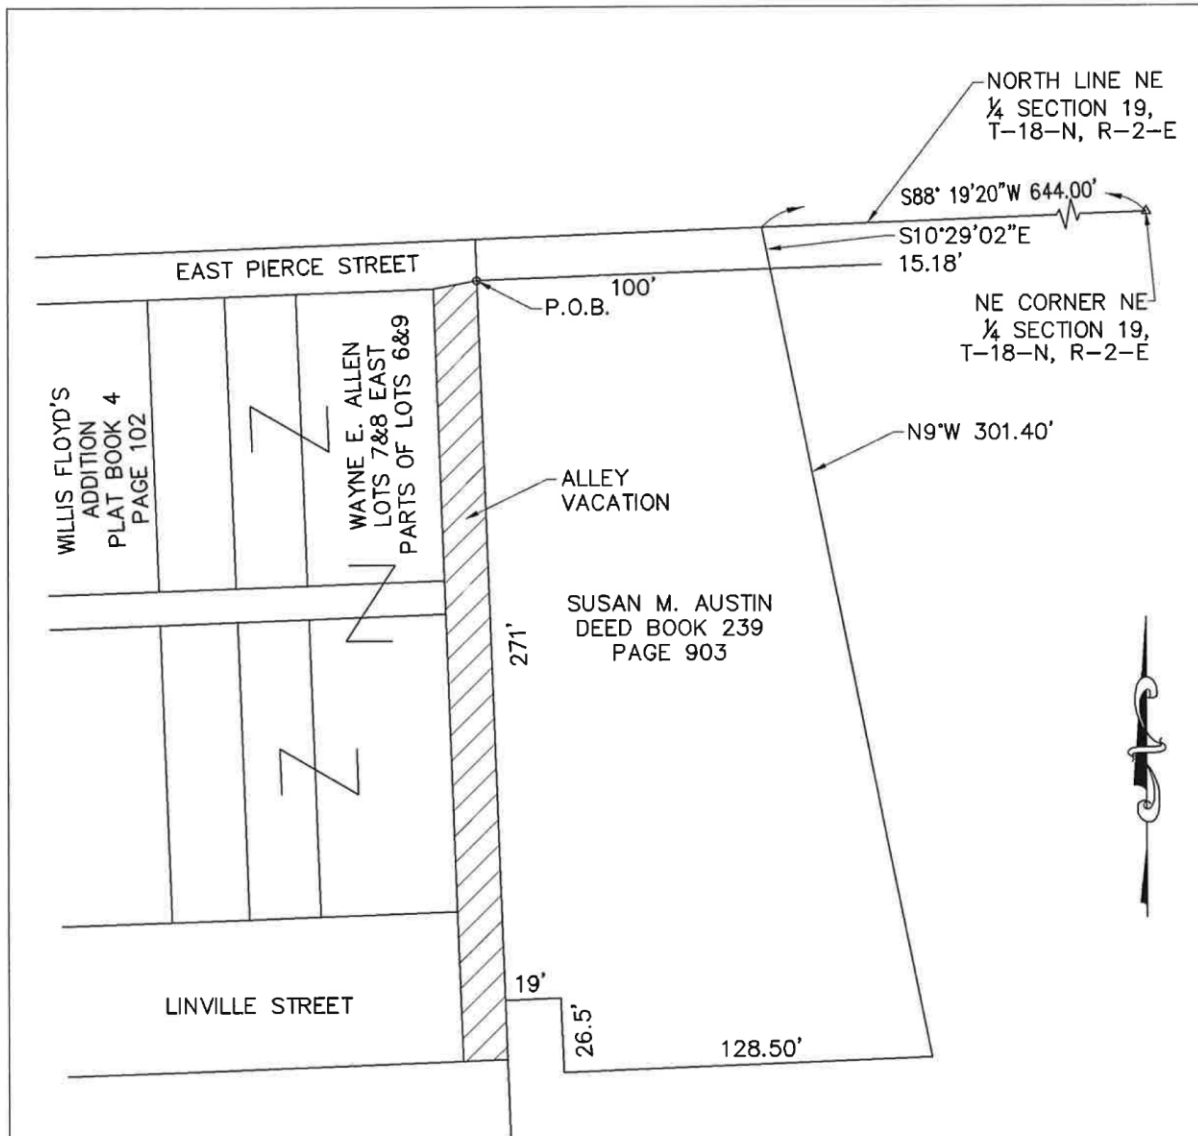 NORTH LINE NE
¼ SECTION 19,
T-18-N, R-2-E
S88° 19'20"W 644.00'
S10°29'02"E
15.18'
EAST PIERCE STREET
100'
P.O.B.
NE CORNER NE
¼ SECTION 19,
T-18-N, R-2-E
WILLIS FLOYD'S
ADDITION
PLAT BOOK 4
PAGE 102
WAYNE E. ALLEN
LOTS 7&8 EAST
PARTS OF LOTS 6&9
N9°W 301.40'
ALLEY
VACATION
SUSAN M. AUSTIN
DEED BOOK 239
PAGE 903
271'
19'
LINVILLE STREET
26.5'
128.50'